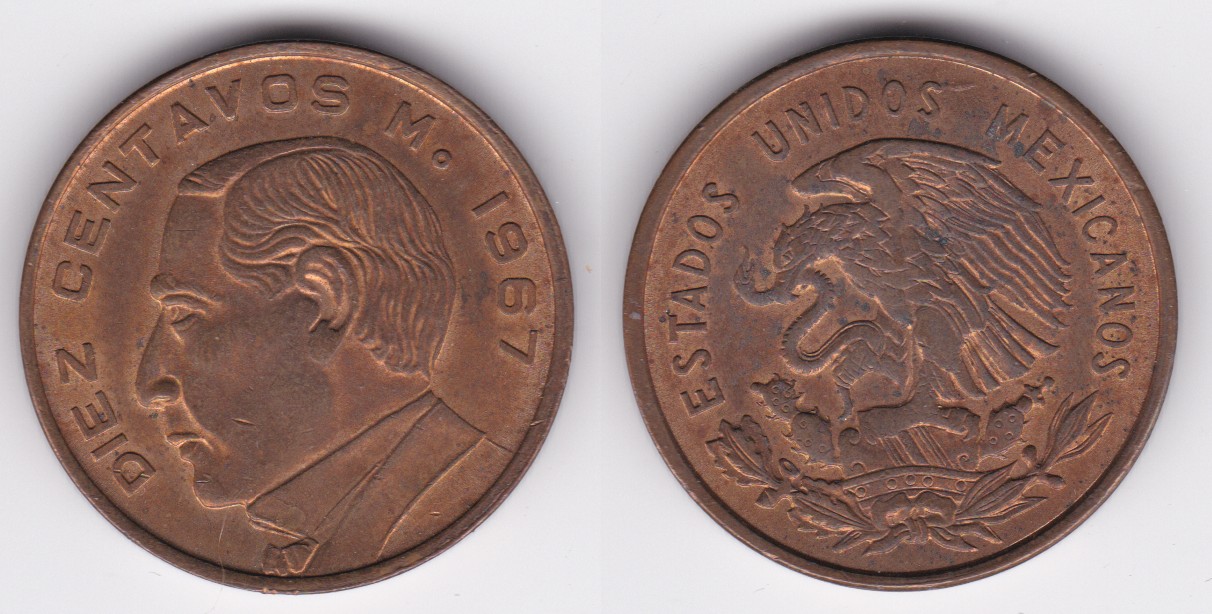 DIEZ CENTAVOS M. 1967
ESTADOS UNIDOS MEXICANOS